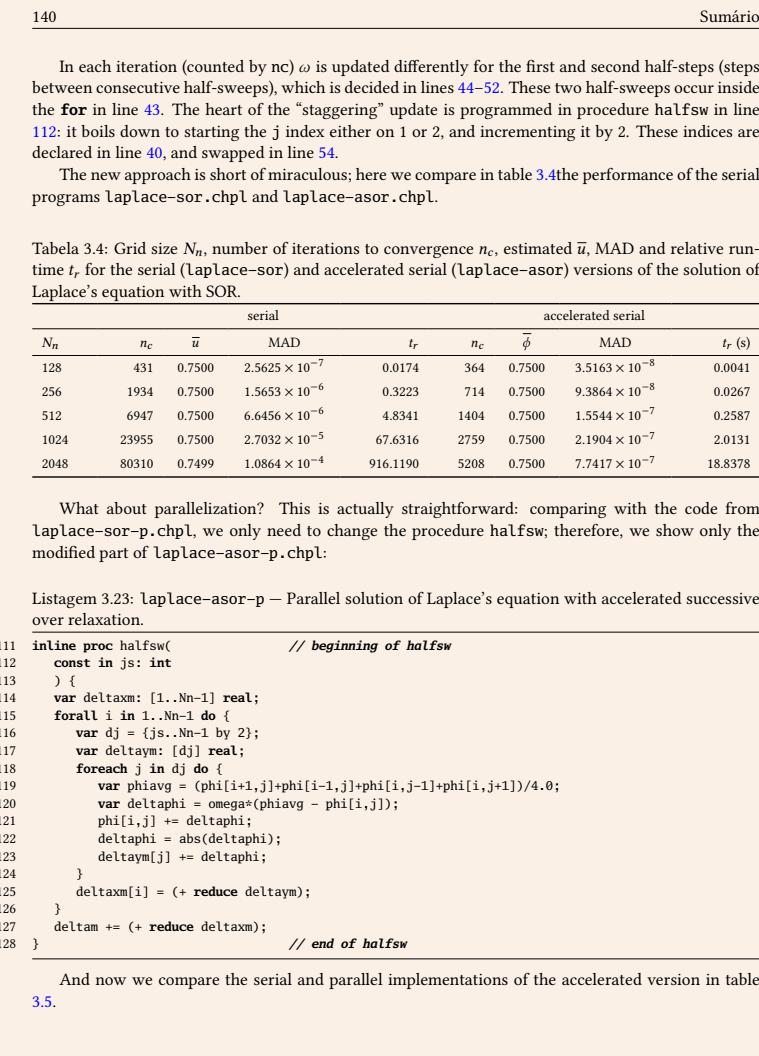 140 Sumário
In each iteration (counted by nc) ω is updated differently for the first and second half-steps (steps
between consecutive half-sweeps), which is decided in lines 44–52. These two half-sweeps occur inside
the for in line 43. The heart of the “staggering” update is programmed in procedure halfsw in line
112: it boils down to starting the j index either on 1 or 2, and incrementing it by 2. These indices are
declared in line 40, and swapped in line 54.
The new approach is short of miraculous; here we compare in table 3.4the performance of the serial
programs laplace-sor.chpl and laplace-asor.chpl.
Tabela 3.4: Grid size Nₙ, number of iterations to convergence n_c, estimated u̅, MAD and relative run-
time t_r for the serial (laplace-sor) and accelerated serial (laplace-asor) versions of the solution of
Laplace’s equation with SOR.
serial accelerated serial
Nₙ n_c u̅ MAD t_r n_c ϕ̅ MAD t_r (s)
128 431 0.7500 2.5625 × 10⁻⁷ 0.0174 364 0.7500 3.5163 × 10⁻⁸ 0.0041
256 1934 0.7500 1.5653 × 10⁻⁶ 0.3223 714 0.7500 9.3864 × 10⁻⁸ 0.0267
512 6947 0.7500 6.6456 × 10⁻⁶ 4.8341 1404 0.7500 1.5544 × 10⁻⁷ 0.2587
1024 23955 0.7500 2.7032 × 10⁻⁵ 67.6316 2759 0.7500 2.1904 × 10⁻⁷ 2.0131
2048 80310 0.7499 1.0864 × 10⁻⁴ 916.1190 5208 0.7500 7.7417 × 10⁻⁷ 18.8378
What about parallelization? This is actually straightforward: comparing with the code from
laplace-sor-p.chpl, we only need to change the procedure halfsw; therefore, we show only the
modified part of laplace-asor-p.chpl:
Listagem 3.23: laplace-asor-p — Parallel solution of Laplace’s equation with accelerated successive
over relaxation.
111 inline proc halfsw( // beginning of halfsw
112 const in js: int
113 ) {
114 var deltaxm: [1..Nn-1] real;
115 forall i in 1..Nn-1 do {
116 var dj = {js..Nn-1 by 2};
117 var deltaym: [dj] real;
118 foreach j in dj do {
119 var phiavg = (phi[i+1,j]+phi[i-1,j]+phi[i,j-1]+phi[i,j+1])/4.0;
120 var deltaphi = omega*(phiavg - phi[i,j]);
121 phi[i,j] += deltaphi;
122 deltaphi = abs(deltaphi);
123 deltaym[j] += deltaphi;
124 }
125 deltaxm[i] = (+ reduce deltaym);
126 }
127 deltam += (+ reduce deltaxm);
128 } // end of halfsw
And now we compare the serial and parallel implementations of the accelerated version in table
3.5.